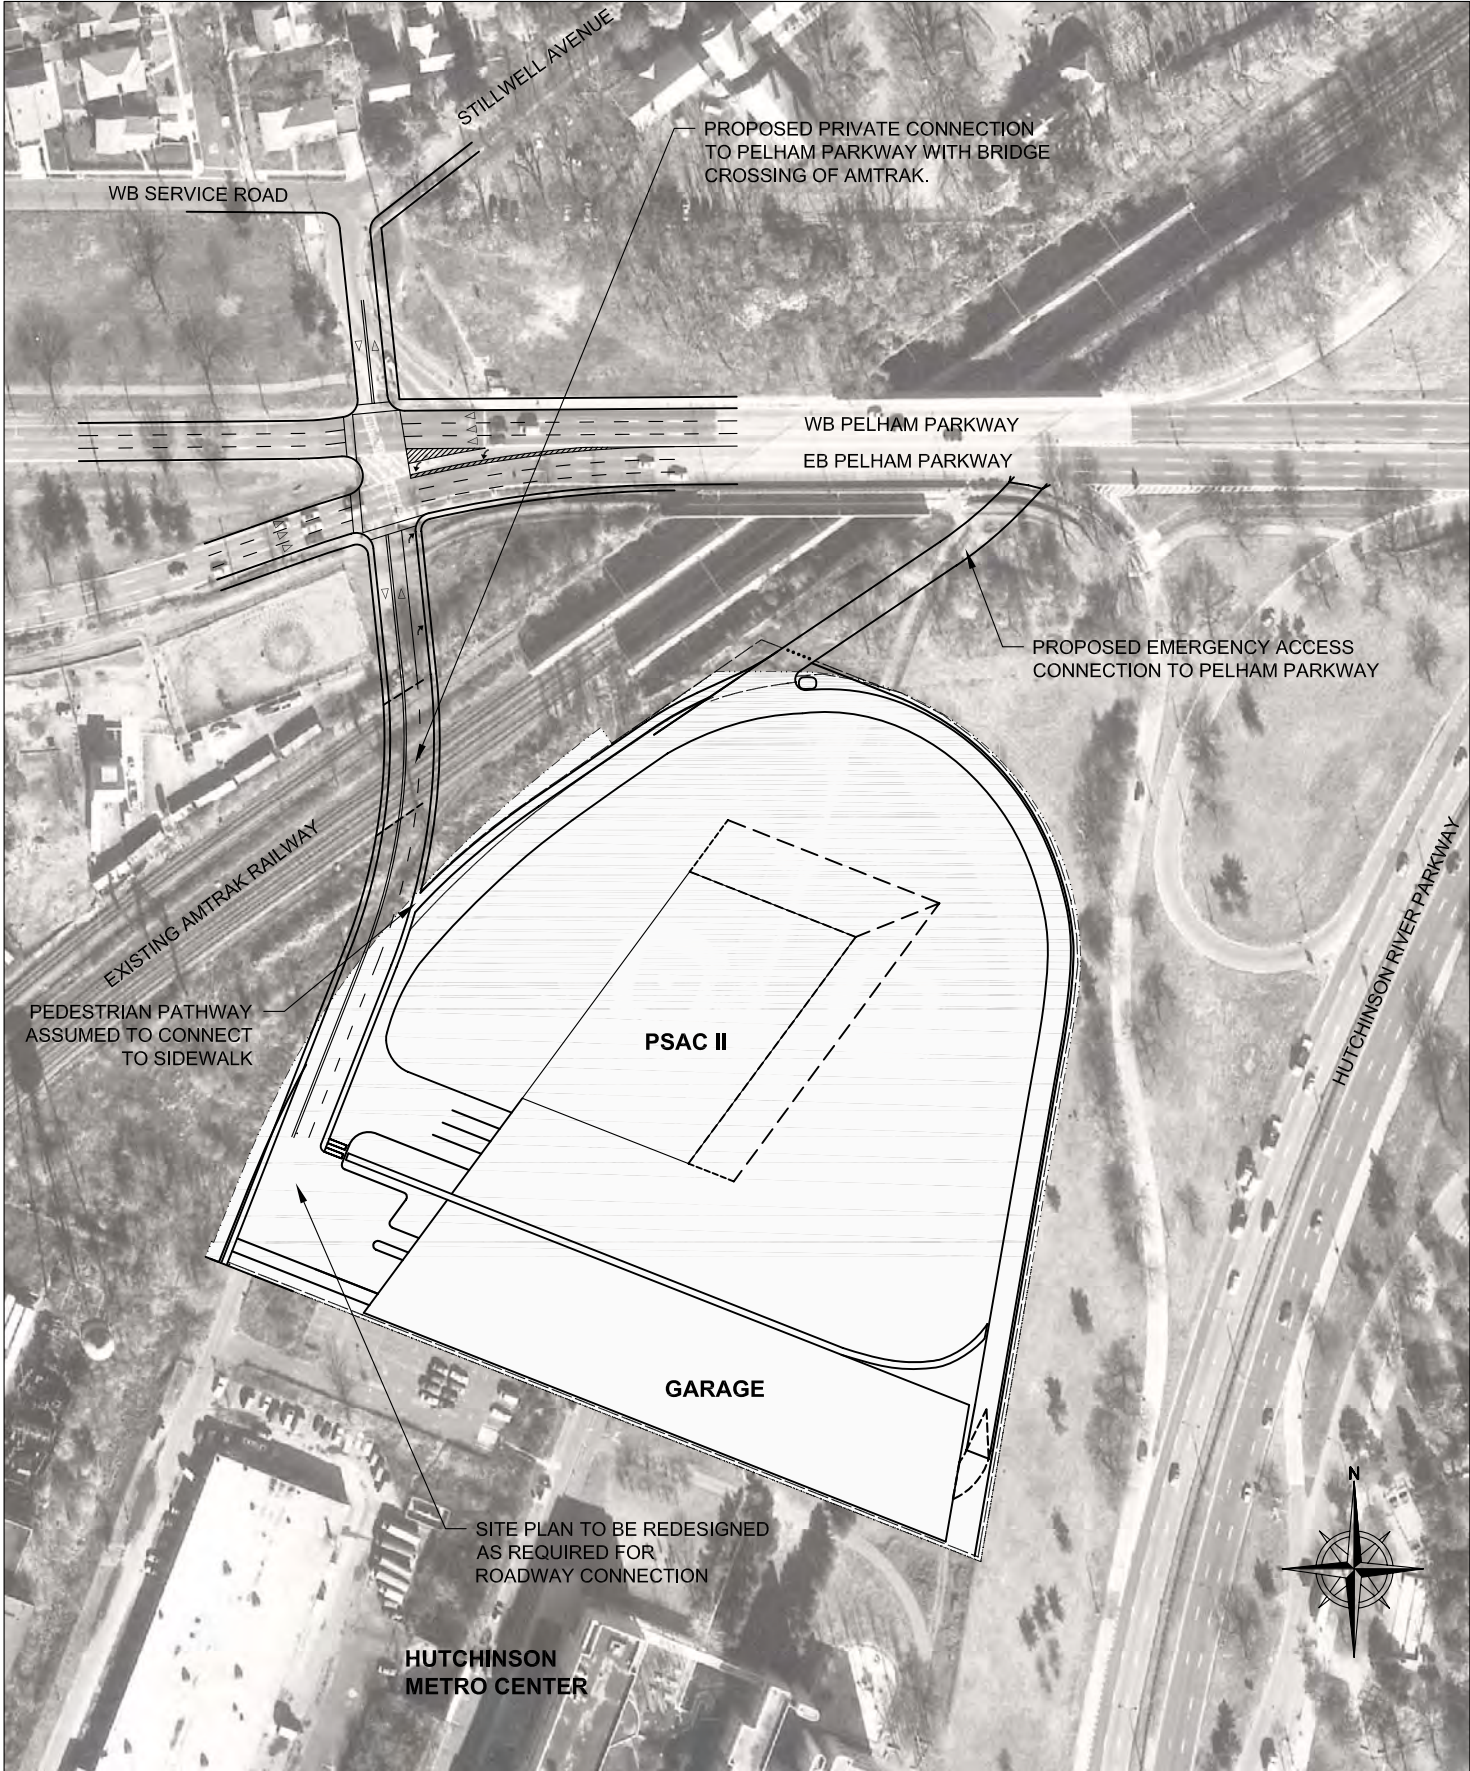 STILLWELL AVENUE
PROPOSED PRIVATE CONNECTION
TO PELHAM PARKWAY WITH BRIDGE
CROSSING OF AMTRAK.
WB SERVICE ROAD
WB PELHAM PARKWAY
EB PELHAM PARKWAY
PROPOSED EMERGENCY ACCESS
CONNECTION TO PELHAM PARKWAY
EXISTING AMTRAK RAILWAY
HUTCHINSON RIVER PARKWAY
PEDESTRIAN PATHWAY
ASSUMED TO CONNECT
TO SIDEWALK
PSAC II
GARAGE
N
SITE PLAN TO BE REDESIGNED
AS REQUIRED FOR
ROADWAY CONNECTION
HUTCHINSON
METRO CENTER